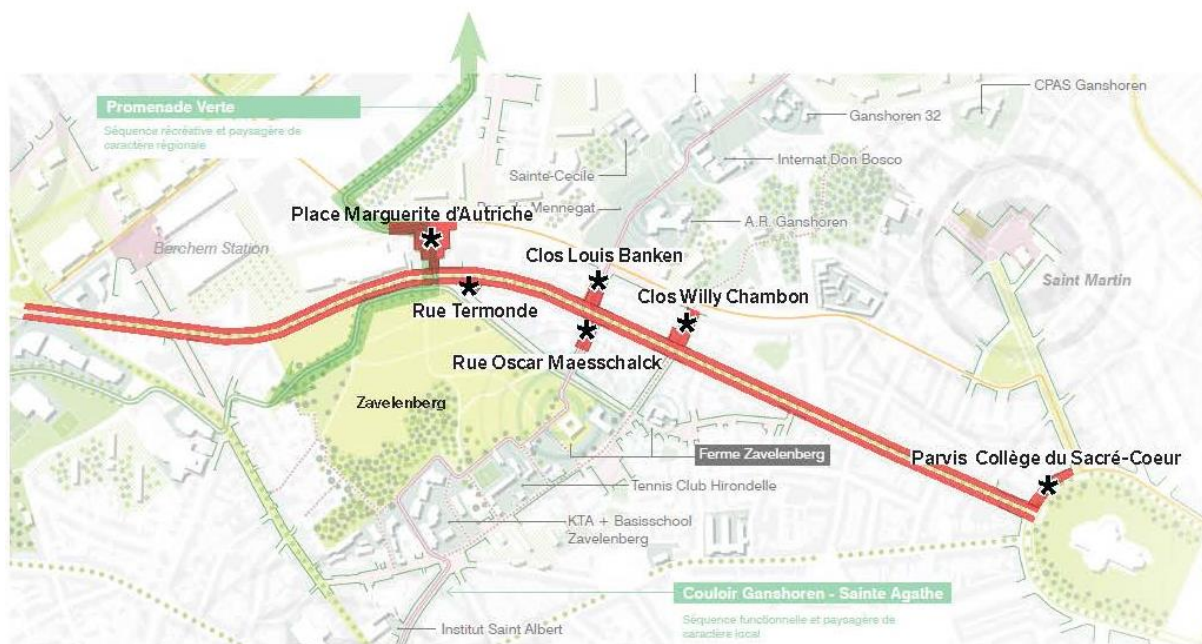 Promenade Verte
Séquence récréative et paysagère de
caractère régionale
CPAS Ganshoren
Ganshoren 32
Internat Don Bosco
Sainte-Cecile
Mennegat
Place Marguerite d'Autriche
A.R. Ganshoren
Berchem Station
Clos Louis Banken
Saint Martin
Clos Willy Chambon
Rue Termonde
Rue Oscar Maesschalck
Zavelenberg
Ferme Zavelenberg
Parvis Collège du Sacré-Coeur
Tennis Club Hirondelle
KTA + Basisschool
Zavelenberg
Couloir Ganshoren - Sainte Agathe
Séquence functionelle et paysagère de
caractère local
Institut Saint Albert